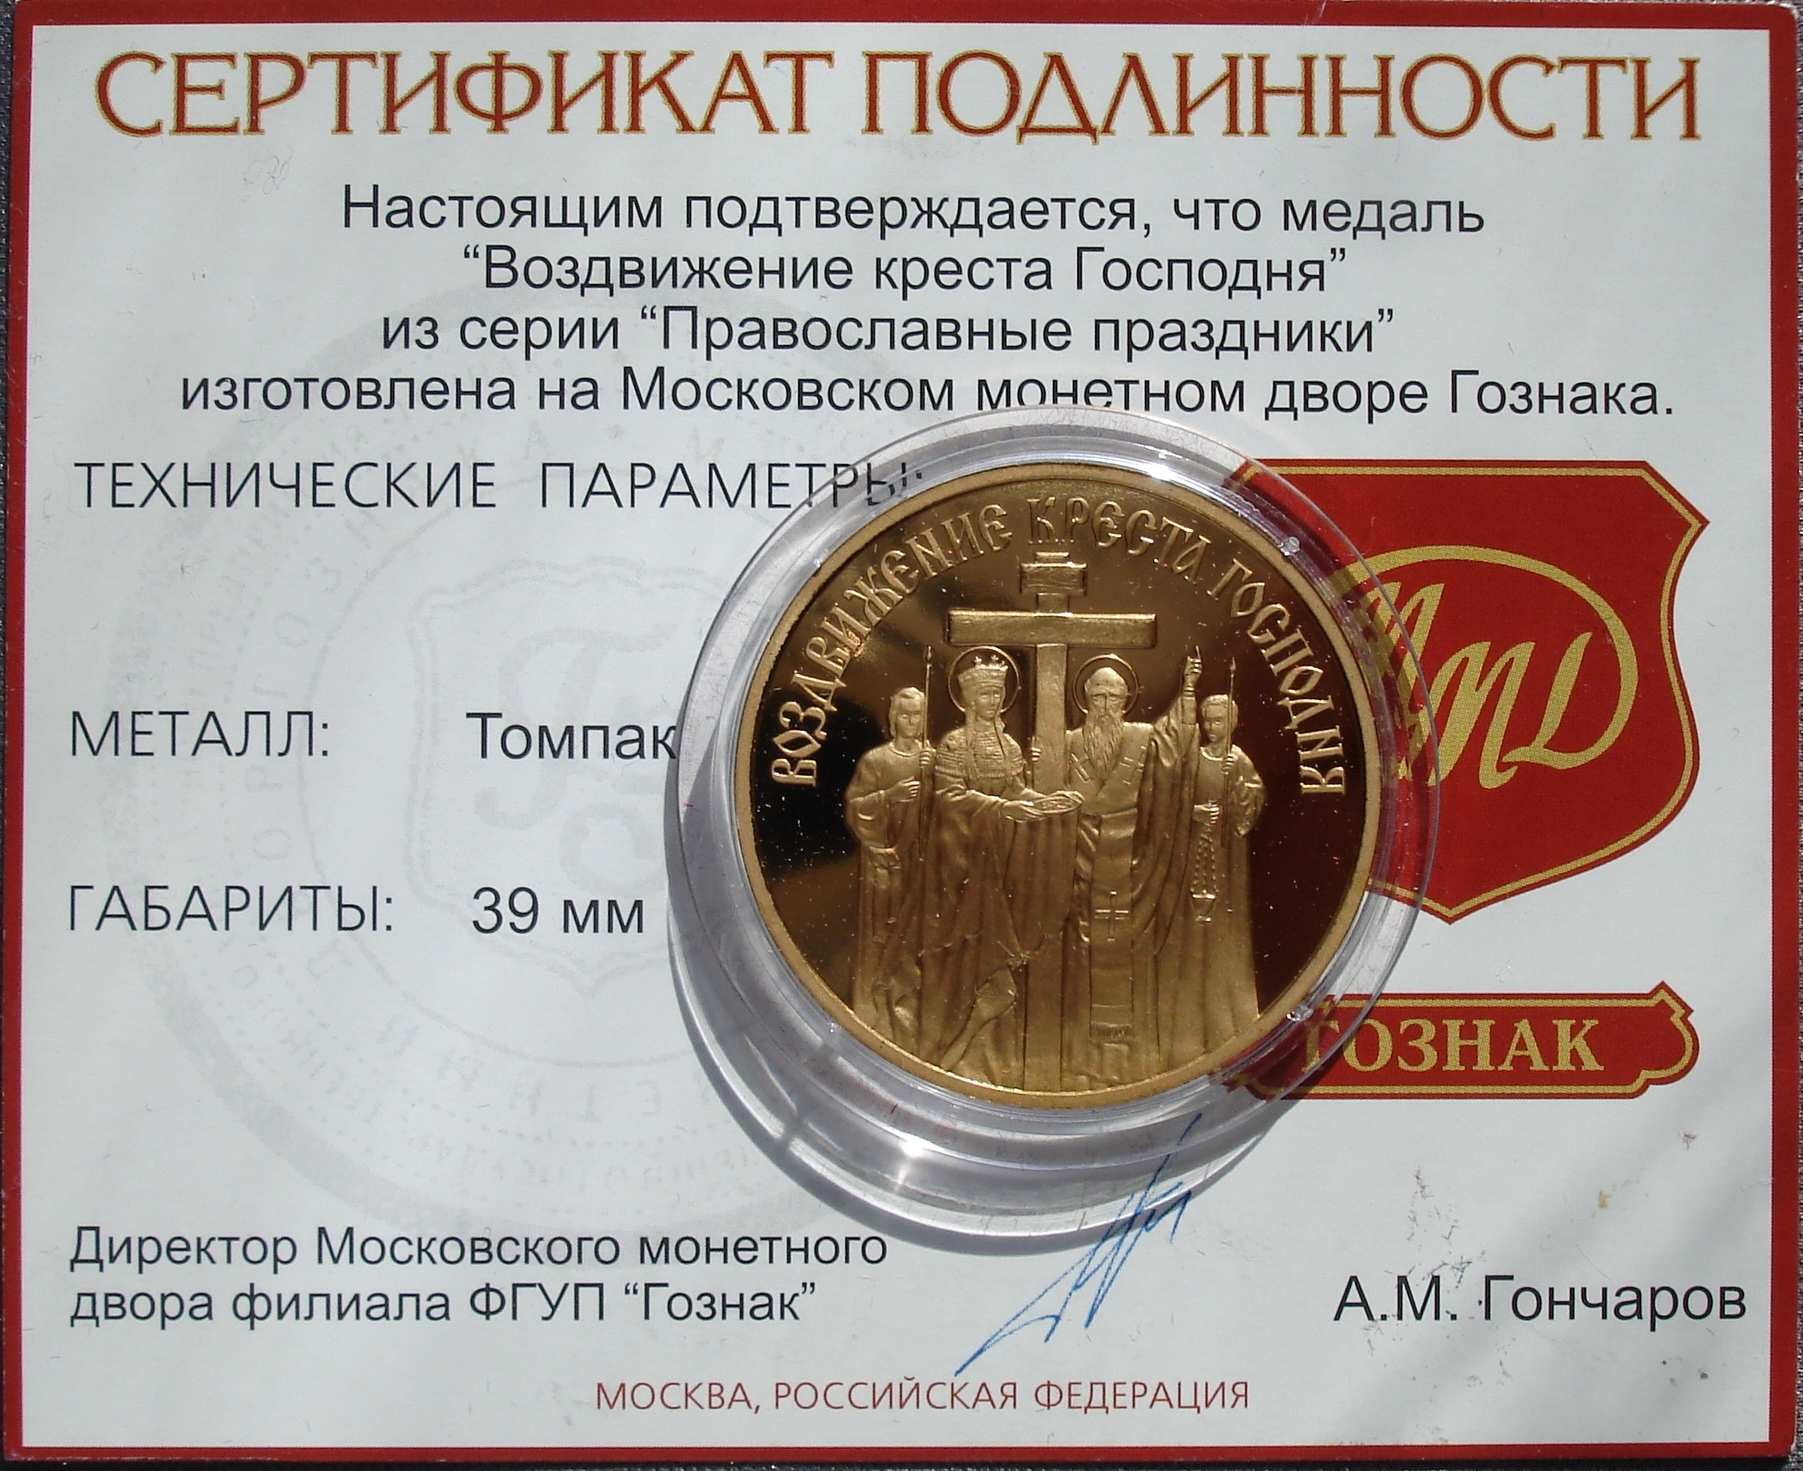 СЕРТИФИКАТ ПОДЛИННОСТИ
Настоящим подтверждается, что медаль
“Воздвижение креста Господня”
из серии “Православные праздники”
изготовлена на Московском монетном дворе Гознака.
ТЕХНИЧЕСКИЕ ПАРАМЕТРЫ:
ВОЗДВИЖЕНИЕ КРЕСТА ГОСПОДНЯ
ММD
МЕТАЛЛ: Томпак
ГАБАРИТЫ: 39 мм
ГОЗНАК
Директор Московского монетного
двора филиала ФГУП “Гознак”
А.М. Гончаров
МОСКВА, РОССИЙСКАЯ ФЕДЕРАЦИЯ